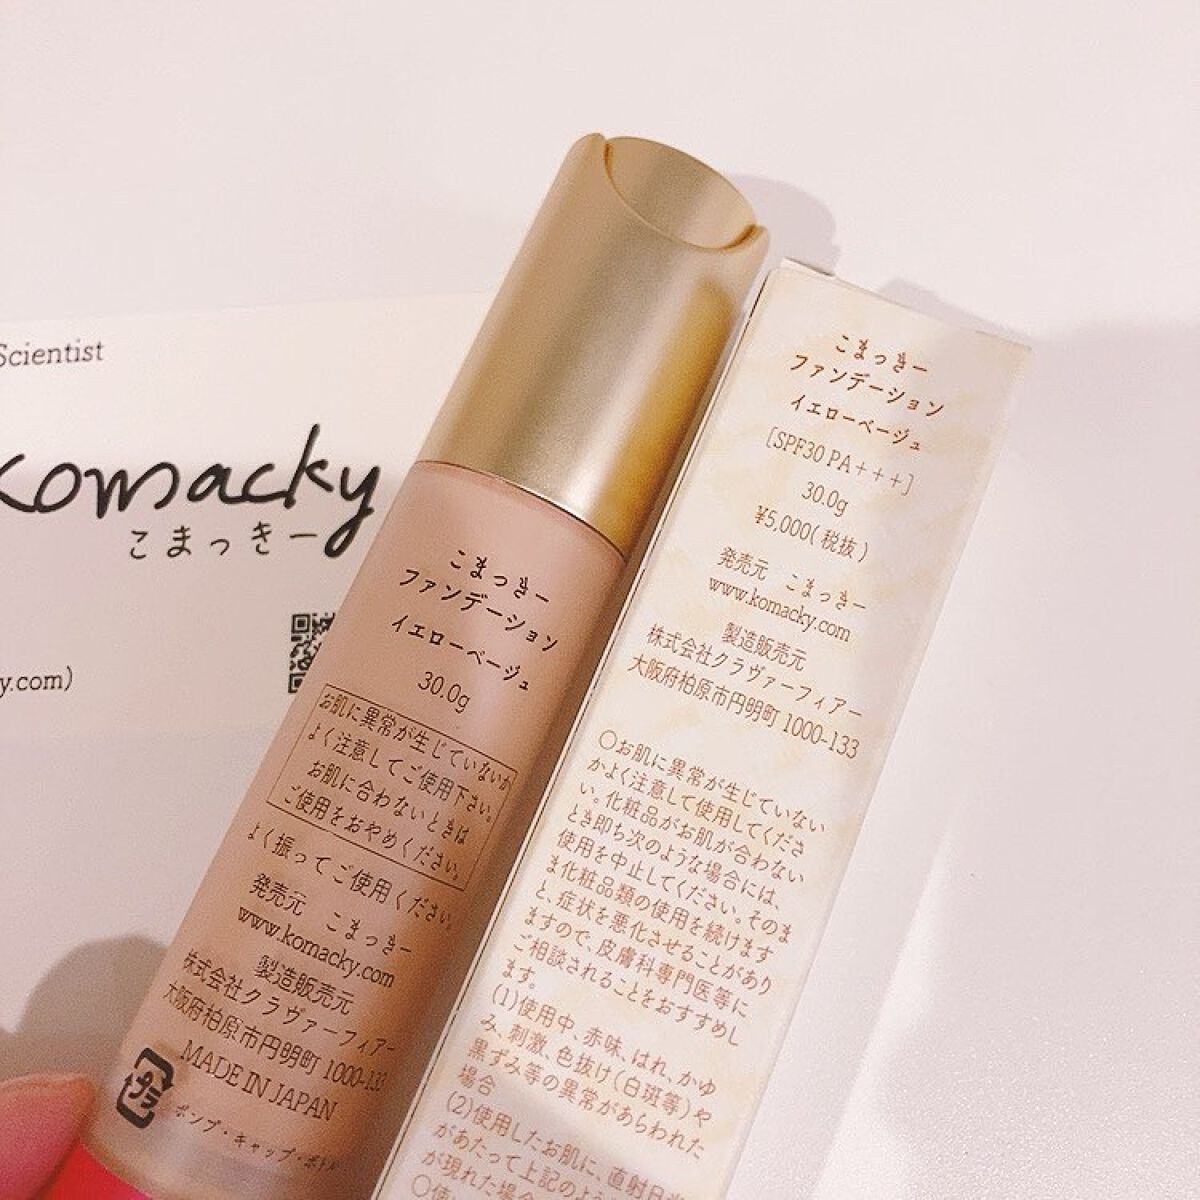 Scientist
komacky
こまっきー
y.com)
こまっきー
ファンデーション
イエローベージュ
30.0g
お肌に異常が生じていないか
よく注意してご使用下さい。
お肌に合わないときは
ご使用をおやめください。
よく振ってご使用ください。
発売元 こまっきー
www.komacky.com
製造販売元
株式会社クラヴァーフィアー
大阪府柏原市円明町 1000-133
MADE IN JAPAN
プラ
ポンプ・キャップ・ボトル
こまっきー
ファンデーション
イエローベージュ
[SPF30 PA+++]
30.0g
¥5,000(税抜)
発売元 こまっきー
www.komacky.com
製造販売元
株式会社クラヴァーフィアー
大阪府柏原市円明町 1000-133
〇お肌に異常が生じていない
かよく注意して使用してくださ
い。化粧品がお肌が合わない
とき即ち次のような場合には、
使用を中止してください。そのま
ま化粧品類の使用を続けます
と、症状を悪化させることがあり
ますので、皮膚科専門医等に
ご相談されることをおすすめし
ます。
(1)使用中、赤味、はれ、かゆ
み、刺激、色抜け(白斑等)や
黒ずみ等の異常があらわれた
場合
(2)使用したお肌に、直射日光
があたって上記のような
が現れた場合
〇使